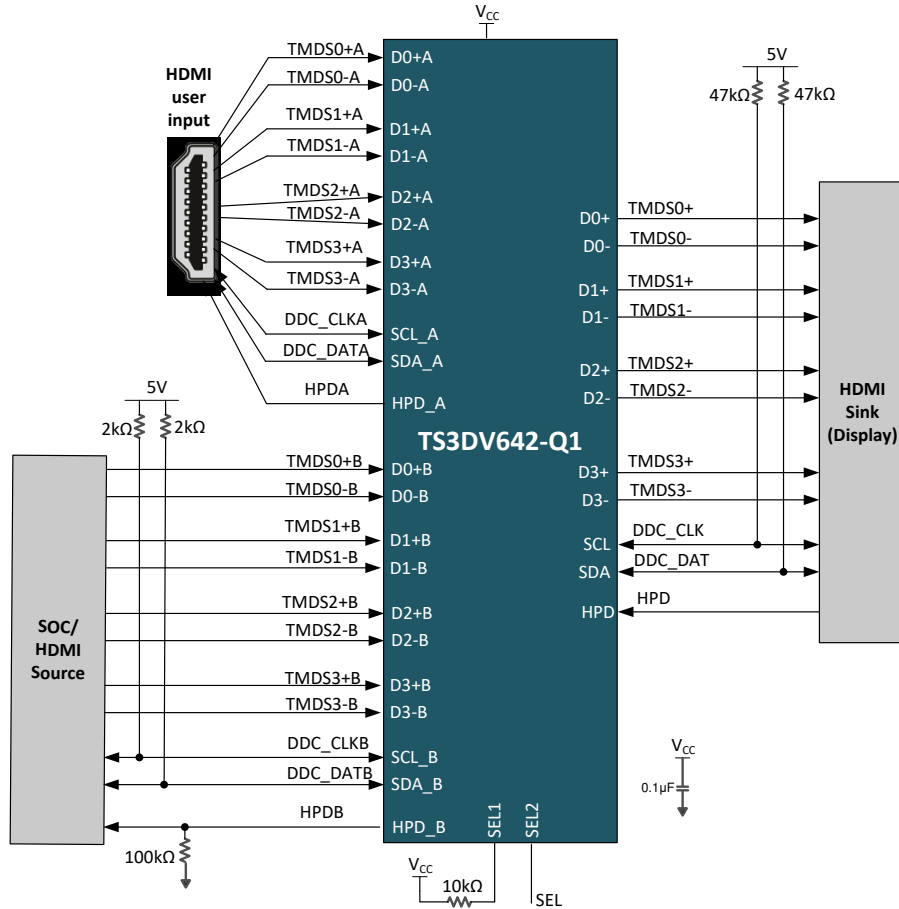 VCC
HDMI
user
input
TMDS0+A
TMDS0-A
TMDS1+A
TMDS1-A
TMDS2+A
TMDS2-A
TMDS3+A
TMDS3-A
DDC_CLKA
DDC_DATA
HPDA
D0+A
D0-A
D1+A
D1-A
D2+A
D2-A
D3+A
D3-A
SCL_A
SDA_A
HPD_A
5V
47kΩ
47kΩ
D0+
D0-
D1+
D1-
D2+
D2-
D3+
D3-
SCL
SDA
HPD
TMDS0+
TMDS0-
TMDS1+
TMDS1-
TMDS2+
TMDS2-
TMDS3+
TMDS3-
DDC_CLK
DDC_DAT
HPD
HDMI
Sink
(Display)
TS3DV642-Q1
5V
2kΩ
2kΩ
SOC/
HDMI
Source
TMDS0+B
TMDS0-B
TMDS1+B
TMDS1-B
TMDS2+B
TMDS2-B
TMDS3+B
TMDS3-B
DDC_CLKB
DDC_DATB
HPDB
100kΩ
D0+B
D0-B
D1+B
D1-B
D2+B
D2-B
D3+B
D3-B
SCL_B
SDA_B
HPD_B
SEL1
SEL2
VCC
10kΩ
SEL
VCC
0.1µF